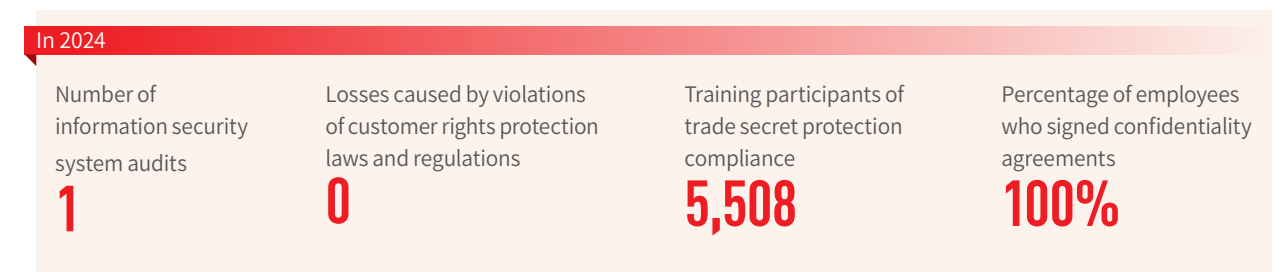 In 2024
Number of
information security
system audits
1
Losses caused by violations
of customer rights protection
laws and regulations
0
Training participants of
trade secret protection
compliance
5,508
Percentage of employees
who signed confidentiality
agreements
100%